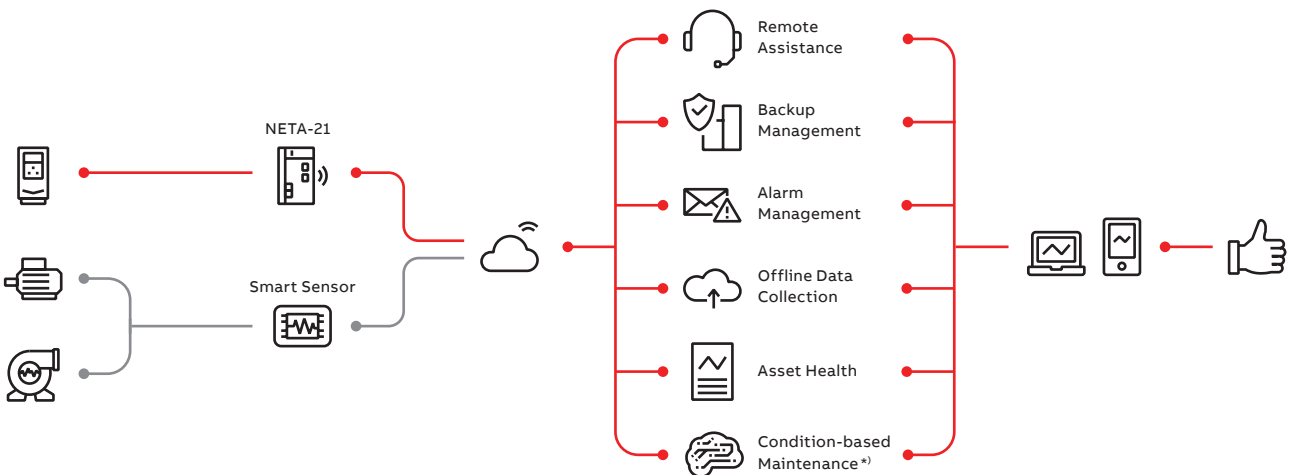 NETA-21
Smart Sensor
Remote
Assistance
Backup
Management
Alarm
Management
Offline Data
Collection
Asset Health
Condition-based
Maintenance*)